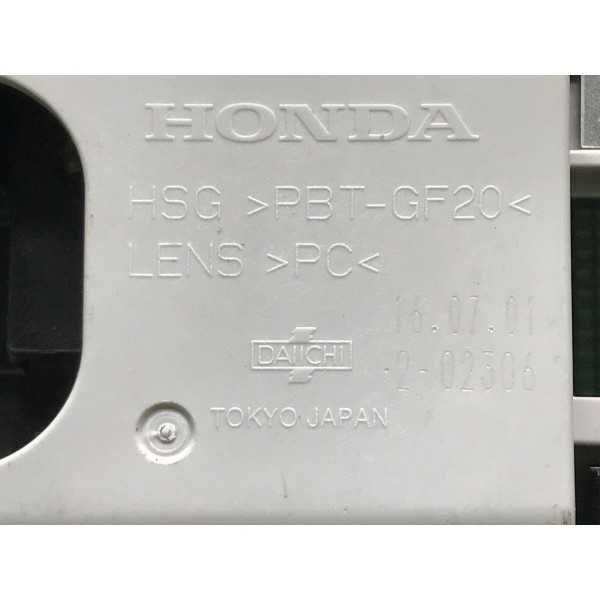 HONDA
HSG >PBT-GF20<
LENS >PC<
16.07.01
DAIICHI
2-02306
TOKYO JAPAN